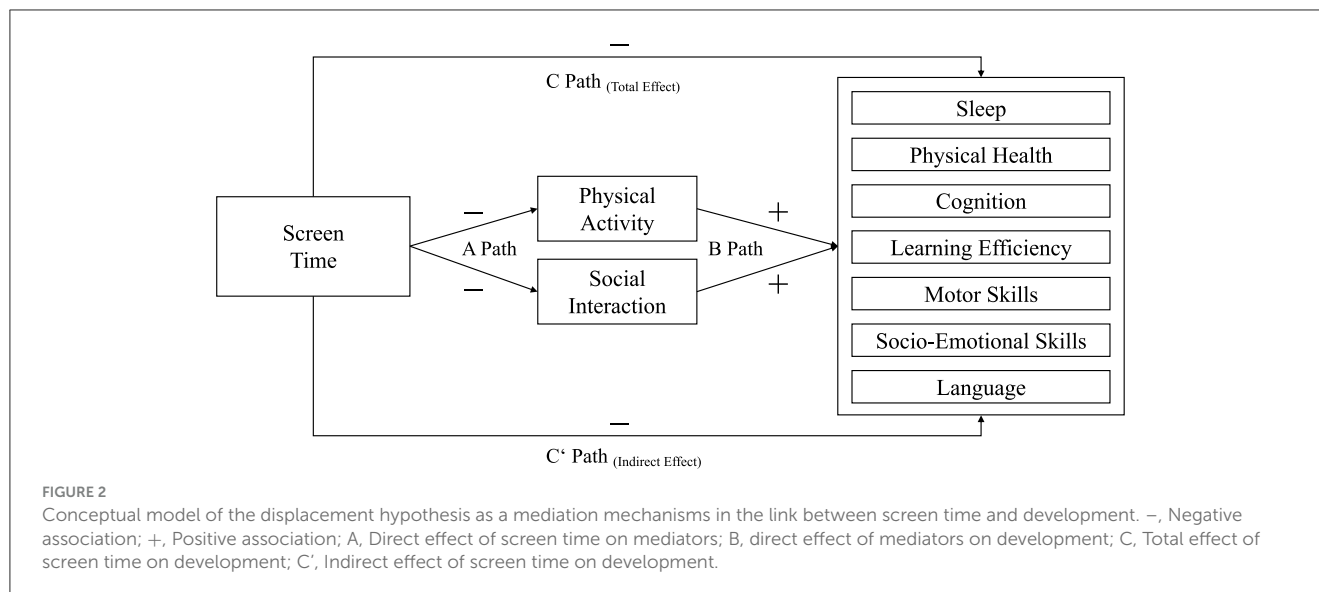 −
C Path (Total Effect)
Sleep
Physical Health
Cognition
Learning Efficiency
Motor Skills
Socio-Emotional Skills
Language
Screen
Time
−
A Path
−
Physical
Activity
Social
Interaction
+
B Path
+
−
C‘ Path (Indirect Effect)
FIGURE 2
Conceptual model of the displacement hypothesis as a mediation mechanisms in the link between screen time and development. −, Negative
association; +, Positive association; A, Direct effect of screen time on mediators; B, direct effect of mediators on development; C, Total effect of
screen time on development; C’, Indirect effect of screen time on development.